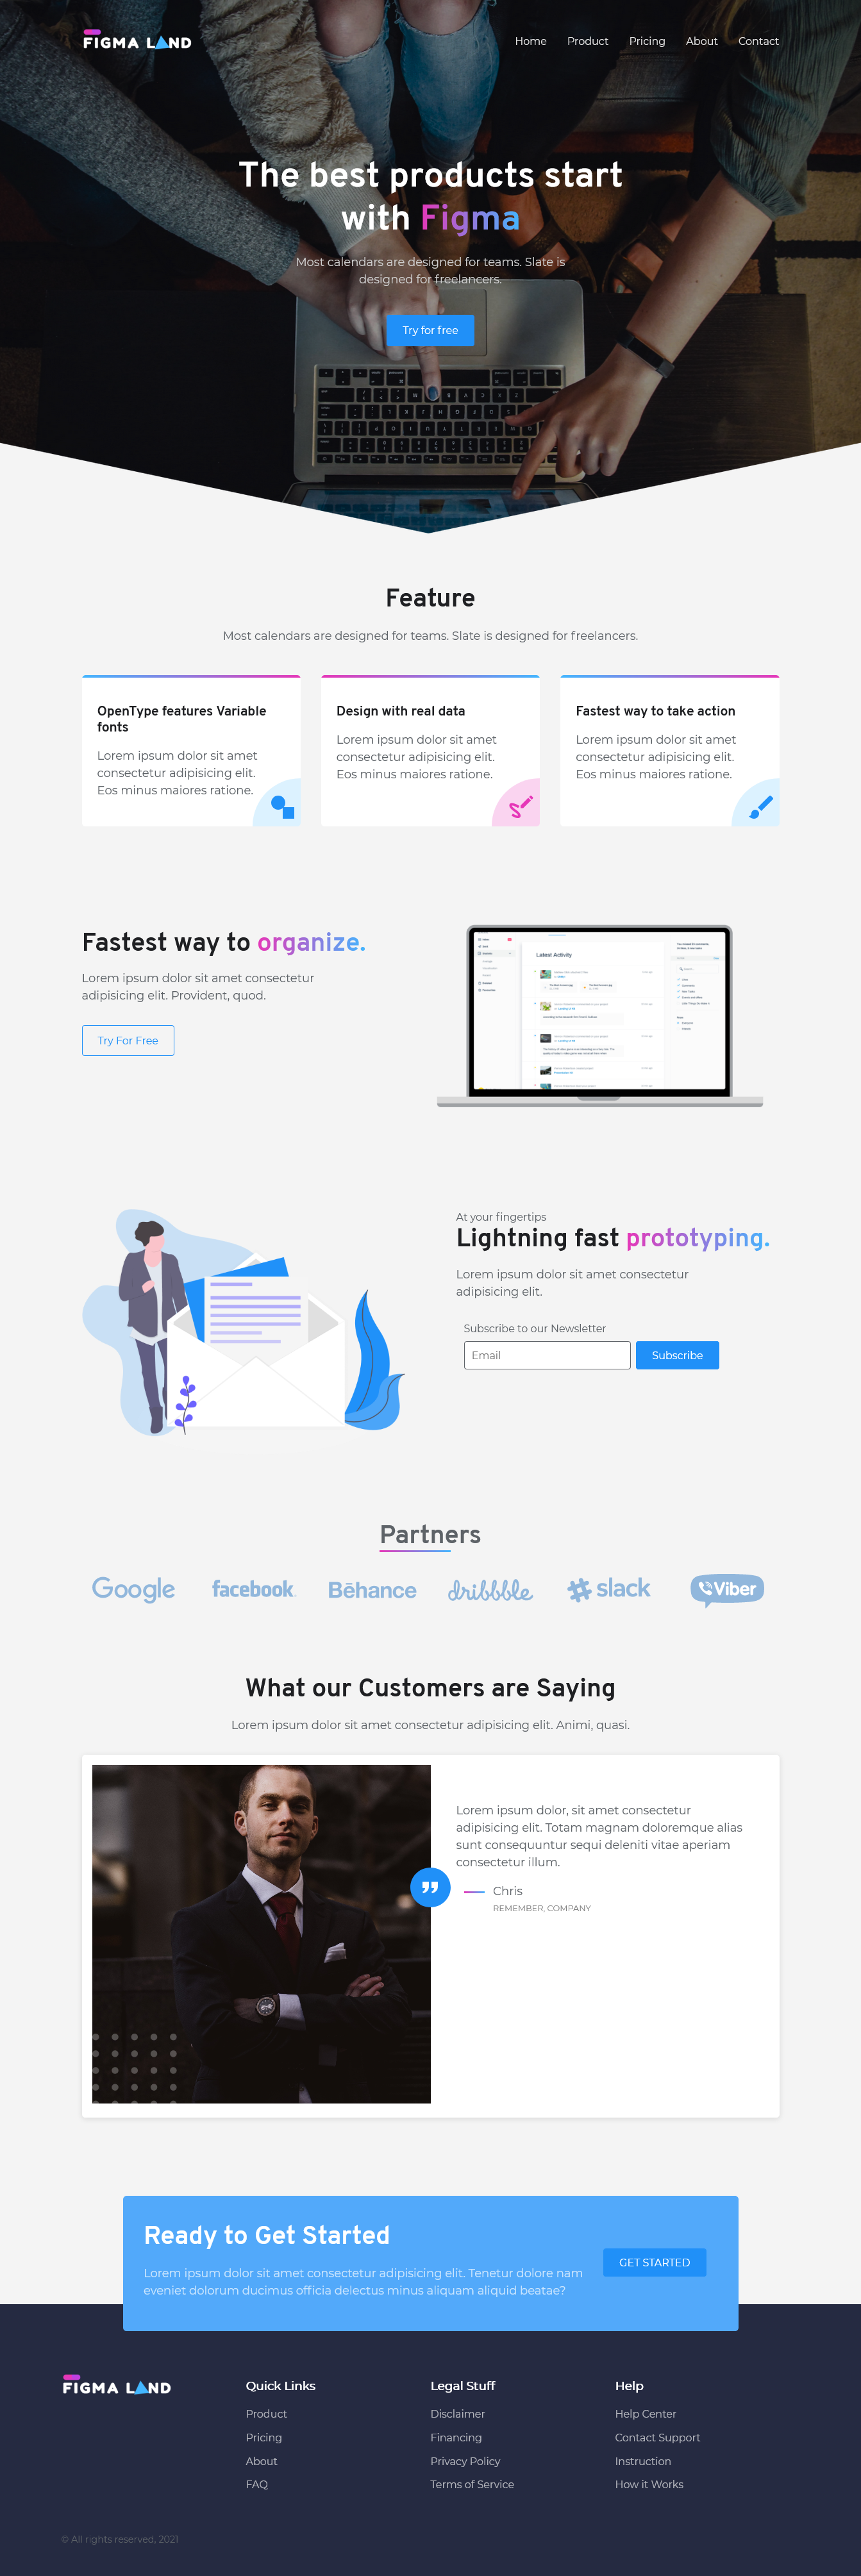 FIGMA LAND
Home Product Pricing About Contact
The best products start
with Figma
Most calendars are designed for teams. Slate is
designed for freelancers.
Try for free
Feature
Most calendars are designed for teams. Slate is designed for freelancers.
OpenType features Variable
fonts
Lorem ipsum dolor sit amet
consectetur adipisicing elit.
Eos minus maiores ratione.
Design with real data
Lorem ipsum dolor sit amet
consectetur adipisicing elit.
Eos minus maiores ratione.
Fastest way to take action
Lorem ipsum dolor sit amet
consectetur adipisicing elit.
Eos minus maiores ratione.
Fastest way to organize.
Lorem ipsum dolor sit amet consectetur
adipisicing elit. Provident, quod.
Try For Free
Latest Activity
At your fingertips
Lightning fast prototyping.
Lorem ipsum dolor sit amet consectetur
adipisicing elit.
Subscribe to our Newsletter
Email
Subscribe
Partners
Google facebook Bēhance dribbble slack Viber
What our Customers are Saying
Lorem ipsum dolor sit amet consectetur adipisicing elit. Animi, quasi.
Lorem ipsum dolor, sit amet consectetur
adipisicing elit. Totam magnam doloremque alias
sunt consequuntur sequi deleniti vitae aperiam
consectetur illum.
Chris
REMEMBER, COMPANY
Ready to Get Started
Lorem ipsum dolor sit amet consectetur adipisicing elit. Tenetur dolore nam
eveniet dolorum ducimus officia delectus minus aliquam aliquid beatae?
GET STARTED
FIGMA LAND
Quick Links
Product
Pricing
About
FAQ
Legal Stuff
Disclaimer
Financing
Privacy Policy
Terms of Service
Help
Help Center
Contact Support
Instruction
How it Works
© All rights reserved, 2021